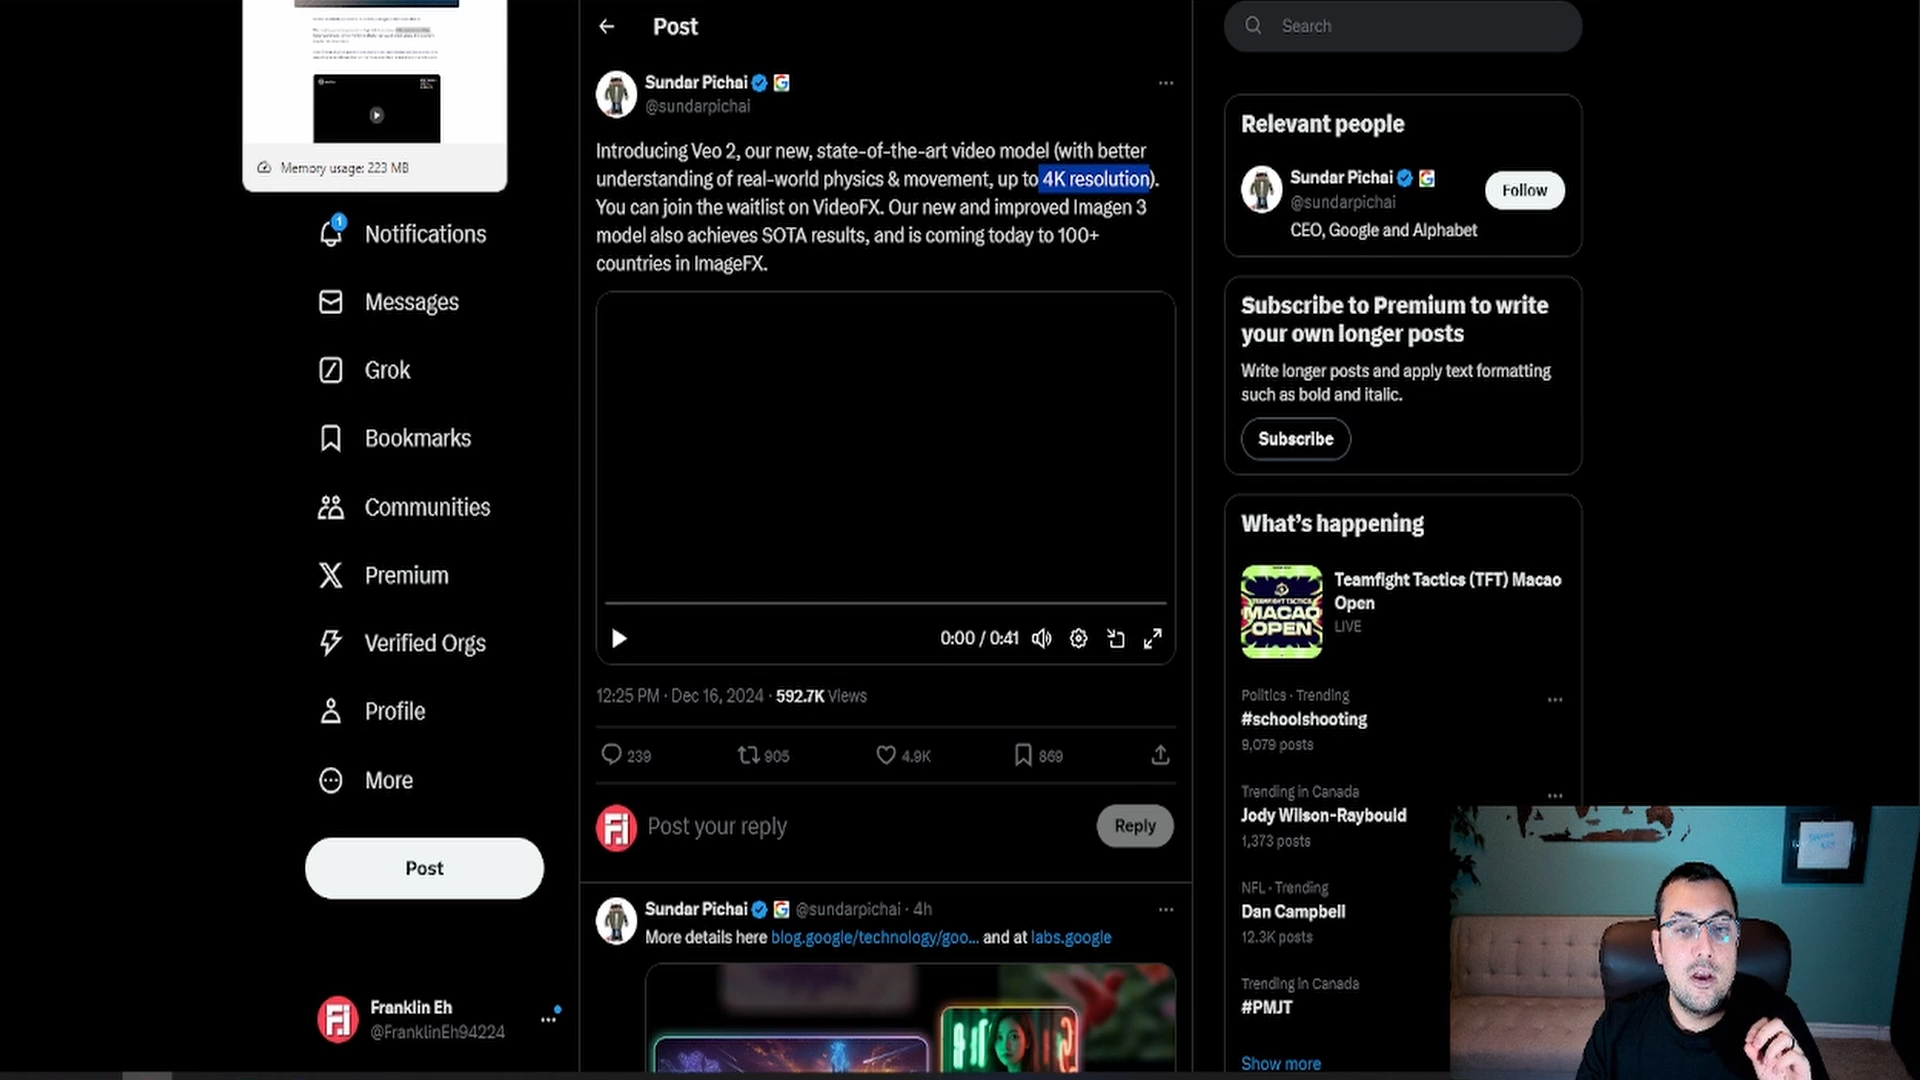 Memory usage: 223 MB
Notifications
1
Messages
Grok
Bookmarks
Communities
Premium
Verified Orgs
Profile
More
Post
Franklin Eh
@FranklinEh94224
Post
Sundar Pichai
@sundarpichai
Introducing Veo 2, our new, state-of-the-art video model (with better
understanding of real-world physics & movement, up to 4K resolution).
You can join the waitlist on VideoFX. Our new and improved Imagen 3
model also achieves SOTA results, and is coming today to 100+
countries in ImageFX.
0:00 / 0:41
12:25 PM · Dec 16, 2024 · 592.7K Views
239
905
4.9K
869
Post your reply
Reply
Sundar Pichai @sundarpichai · 4h
More details here blog.google/technology/goo... and at labs.google
Search
Relevant people
Sundar Pichai
@sundarpichai
CEO, Google and Alphabet
Follow
Subscribe to Premium to write
your own longer posts
Write longer posts and apply text formatting
such as bold and italic.
Subscribe
What's happening
TEAMFIGHT TACTICS
MACAO
OPEN
Teamfight Tactics (TFT) Macao
Open
LIVE
Politics · Trending
#schoolshooting
9,079 posts
Trending in Canada
Jody Wilson-Raybould
1,373 posts
NFL · Trending
Dan Campbell
12.3K posts
Trending in Canada
#PMJT
Show more